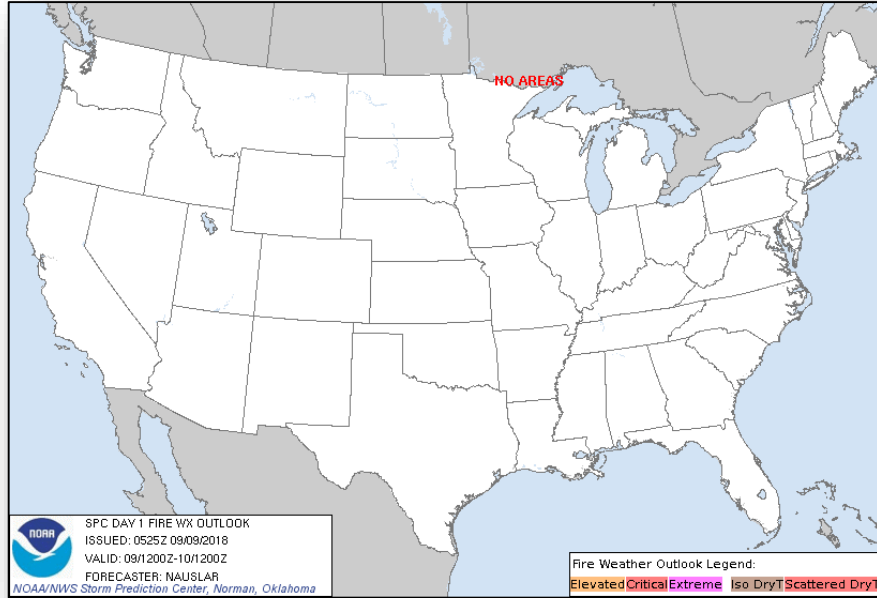 NO AREAS
NOAA
SPC DAY 1 FIRE WX OUTLOOK
ISSUED: 0525Z 09/09/2018
VALID: 09/1200Z-10/1200Z
FORECASTER: NAUSLAR
NOAA/NWS Storm Prediction Center, Norman, Oklahoma
Fire Weather Outlook Legend:
Elevated Critical Extreme Iso DryT Scattered DryT